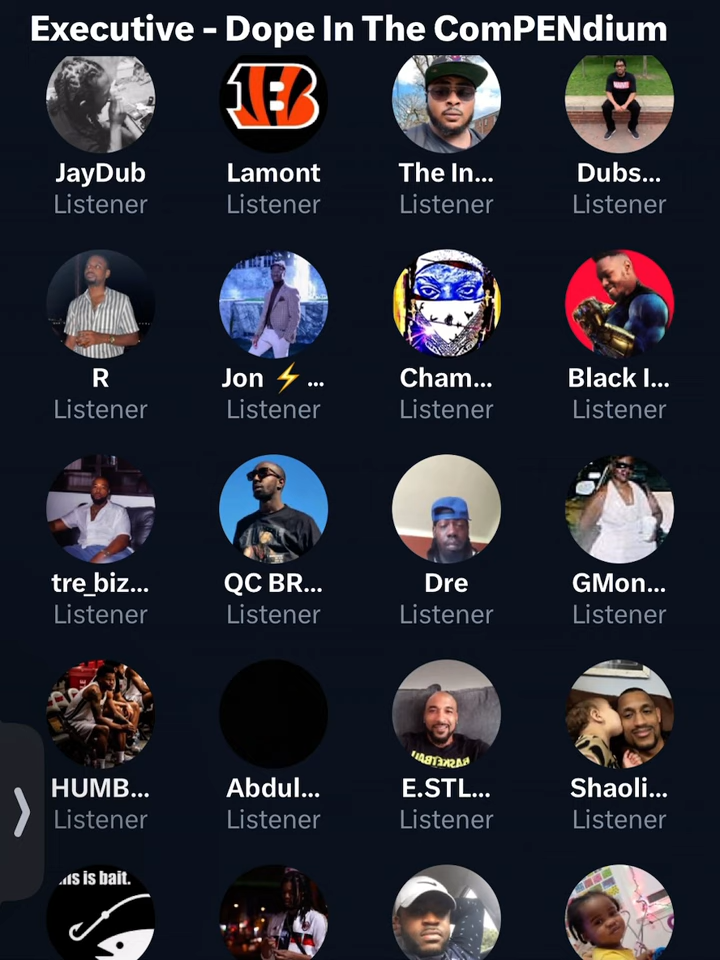 Executive - Dope In The ComPENdium
B
JayDub
Lamont
The In...
Dubs...
Listener
Listener
Listener
Listener
R
Jon ⚡ ...
Cham...
Black I...
Listener
Listener
Listener
Listener
tre_biz...
QC BR...
Dre
GMon...
Listener
Listener
Listener
Listener
BASKETBALL
HUMB...
Abdul...
E.STL...
Shaoli...
Listener
Listener
Listener
Listener
is is bait.